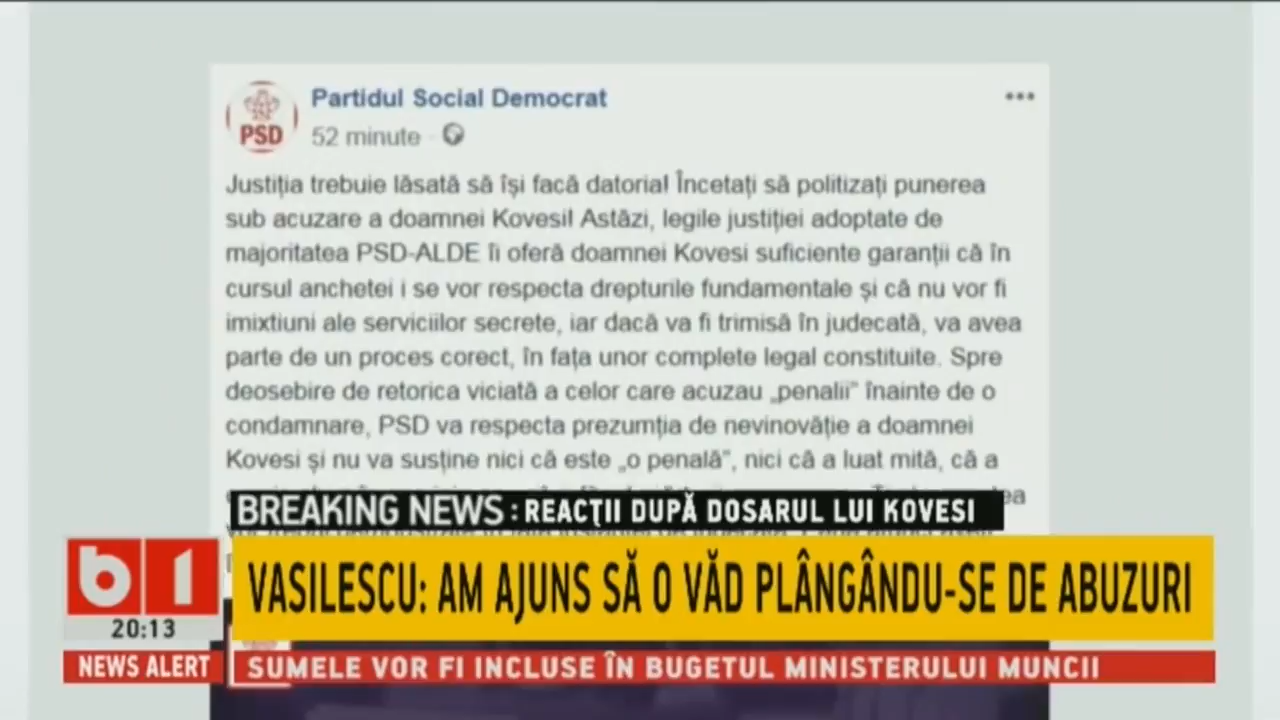 Partidul Social Democrat
PSD
52 minute
Justiția trebuie lăsată să își facă datoria! Încetați să politizați punerea
sub acuzare a doamnei Kovesi! Astăzi, legile justiției adoptate de
majoritatea PSD-ALDE îi oferă doamnei Kovesi suficiente garanții că în
cursul anchetei i se vor respecta drepturile fundamentale și că nu vor fi
imixtiuni ale serviciilor secrete, iar dacă va fi trimisă în judecată, va avea
parte de un proces corect, în fața unor complete legal constituite. Spre
deosebire de retorica viciată a celor care acuzau „penalii” înainte de o
condamnare, PSD va respecta prezumția de nevinovăție a doamnei
Kovesi și nu va susține nici că este „o penală”, nici că a luat mită, că a
BREAKING NEWS : REACŢII DUPĂ DOSARUL LUI KOVESI
b1
VASILESCU: AM AJUNS SĂ O VĂD PLÂNGÂNDU-SE DE ABUZURI
20:13
NEWS ALERT
SUMELE VOR FI INCLUSE ÎN BUGETUL MINISTERULUI MUNCII